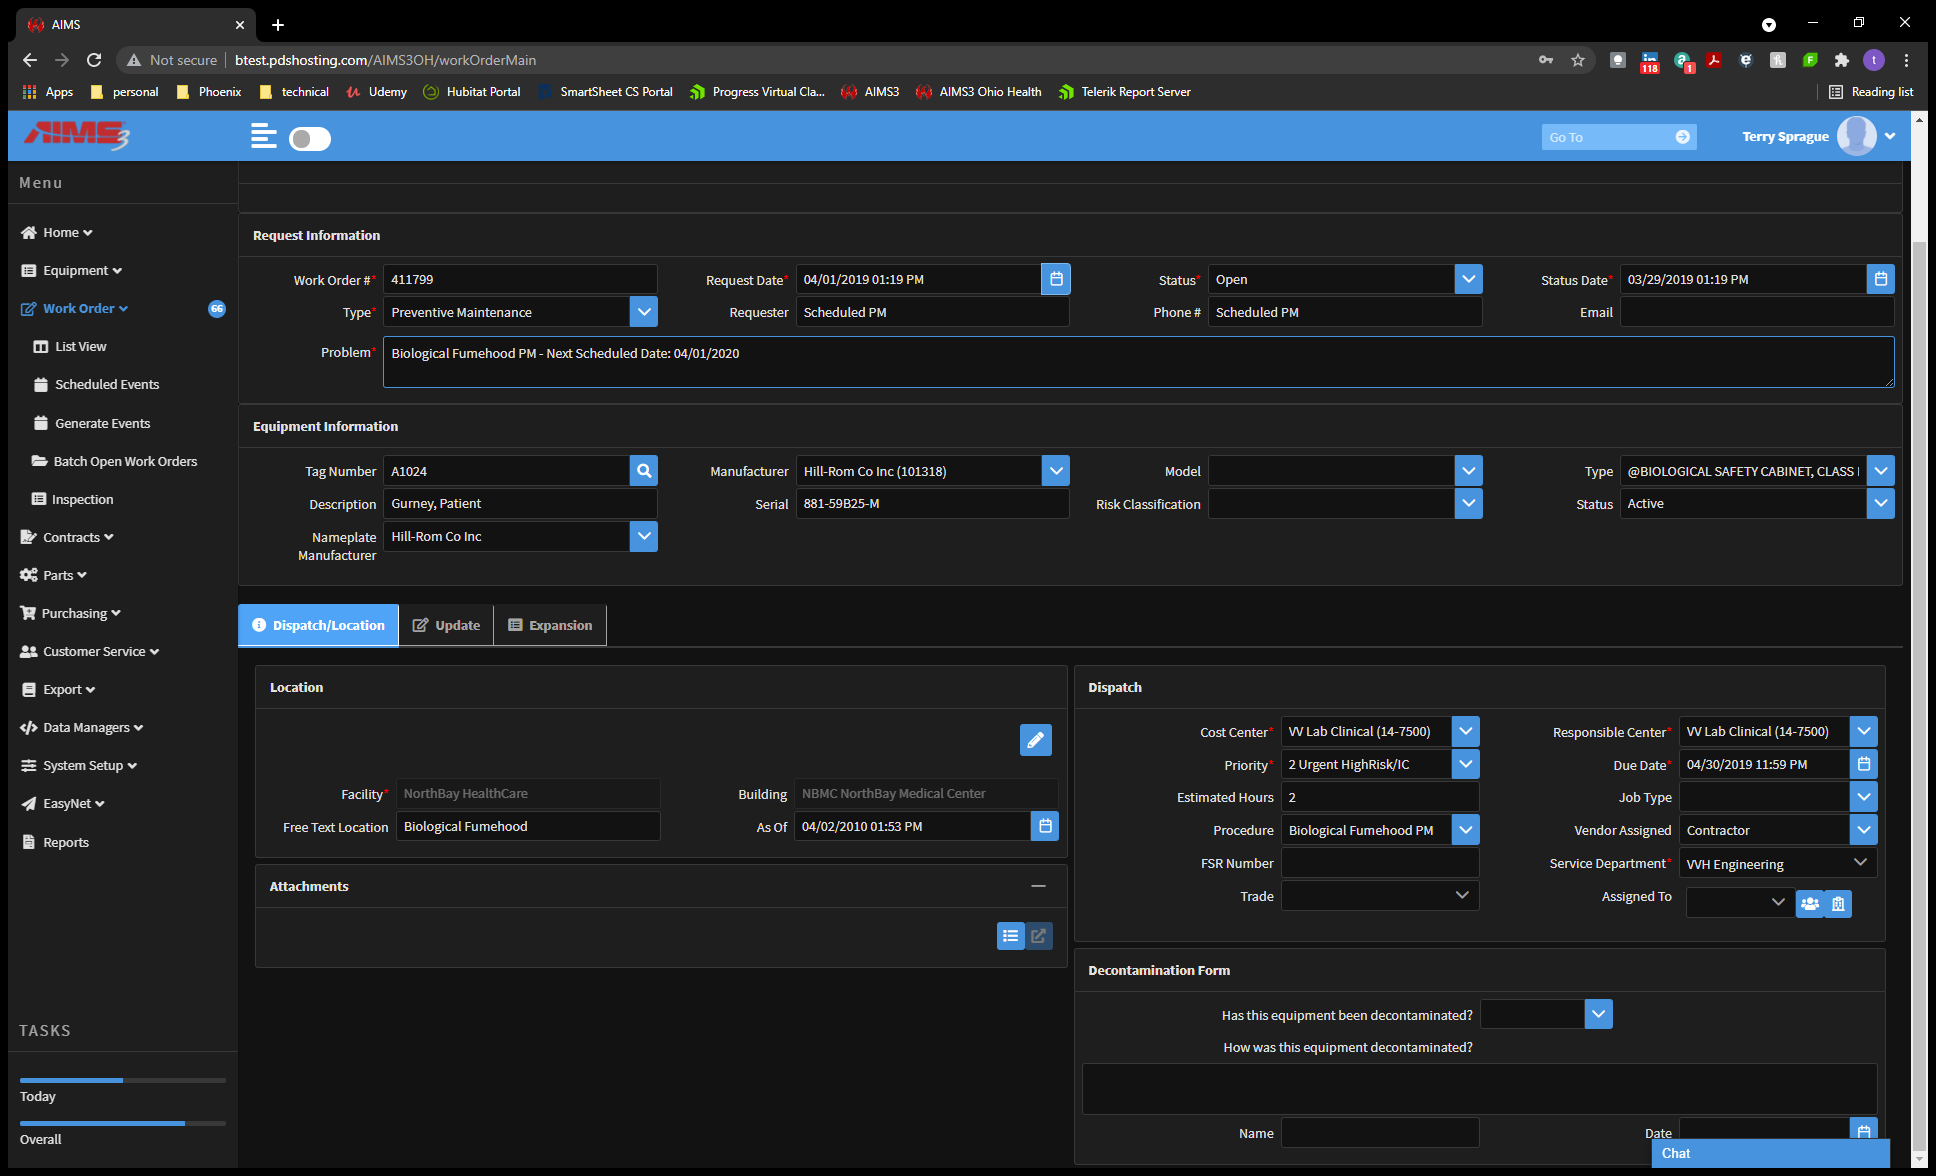 AIMS
Not secure
btest.pdshosting.com/AIMS3OH/workOrderMain
118
1
Apps personal Phoenix technical Udemy Hubitat Portal SmartSheet CS Portal Progress Virtual Cla... AIMS3 AIMS3 Ohio Health Telerik Report Server Reading list
AIMS3
Go To
Terry Sprague
Menu
Home
Equipment
Work Order 66
List View
Scheduled Events
Generate Events
Batch Open Work Orders
Inspection
Contracts
Parts
Purchasing
Customer Service
Export
Data Managers
System Setup
EasyNet
Reports
TASKS
Today
Overall
Request Information
Work Order #* 411799 Request Date* 04/01/2019 01:19 PM Status* Open Status Date* 03/29/2019 01:19 PM
Type* Preventive Maintenance Requester Scheduled PM Phone # Scheduled PM Email
Problem* Biological Fumehood PM - Next Scheduled Date: 04/01/2020
Equipment Information
Tag Number A1024 Manufacturer Hill-Rom Co Inc (101318) Model Type @BIOLOGICAL SAFETY CABINET, CLASS
Description Gurney, Patient Serial 881-59B25-M Risk Classification Status Active
Nameplate Manufacturer Hill-Rom Co Inc
Dispatch/Location Update Expansion
Location
Facility* NorthBay HealthCare Building NBMC NorthBay Medical Center
Free Text Location Biological Fumehood As Of 04/02/2010 01:53 PM
Attachments
Dispatch
Cost Center* VV Lab Clinical (14-7500) Responsible Center* VV Lab Clinical (14-7500)
Priority* 2 Urgent HighRisk/IC Due Date* 04/30/2019 11:59 PM
Estimated Hours 2 Job Type
Procedure Biological Fumehood PM Vendor Assigned Contractor
FSR Number Service Department* VVH Engineering
Trade Assigned To
Decontamination Form
Has this equipment been decontaminated?
How was this equipment decontaminated?
Name Date
Chat